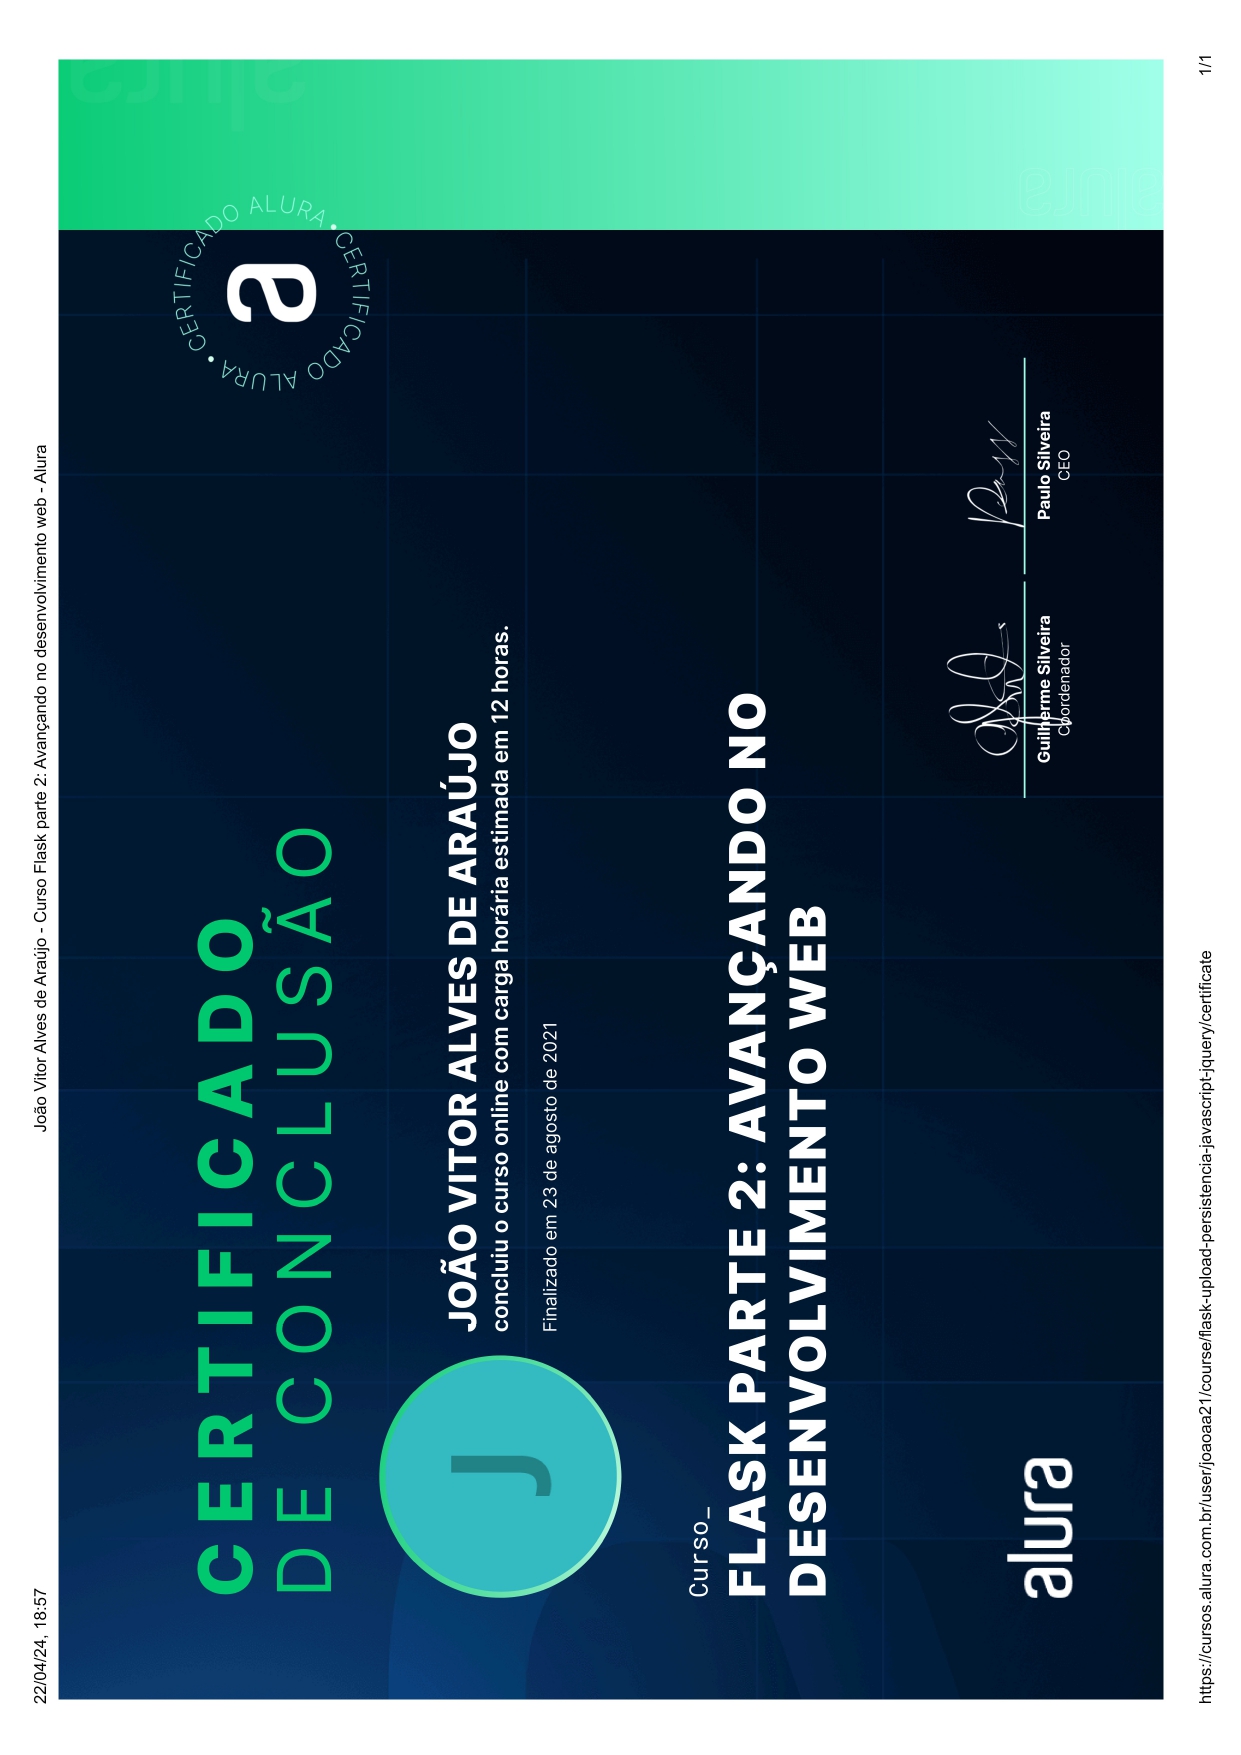 22/04/24, 18:57
João Vitor Alves de Araújo - Curso Flask parte 2: Avançando no desenvolvimento web - Alura
alura
alura
CERTIFICADO ALURA • CERTIFICADO ALURA •
a
CERTIFICADO
DE CONCLUSÃO
J
JOÃO VITOR ALVES DE ARAÚJO
concluiu o curso online com carga horária estimada em 12 horas.
Finalizado em 23 de agosto de 2021
Curso_
FLASK PARTE 2: AVANÇANDO NO
DESENVOLVIMENTO WEB
alura
Guilherme Silveira
Coordenador
Paulo Silveira
CEO
https://cursos.alura.com.br/user/joaoaa21/course/flask-upload-persistencia-javascript-jquery/certificate
1/1